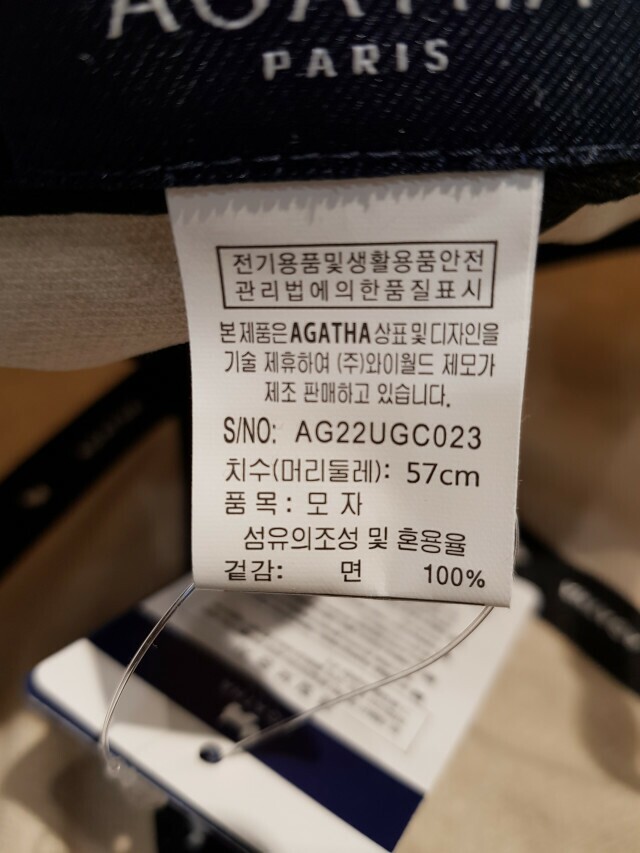 AGATHA
PARIS
전기용품및생활용품안전
관리법에의한품질표시
본제품은AGATHA상표및디자인을
기술 제휴하여 (주)와이월드 제모가
제조 판매하고 있습니다.
S/NO: AG22UGC023
치수(머리둘레): 57cm
품 목 : 모 자
섬유의조성 및 혼용율
겉감: 면 100%